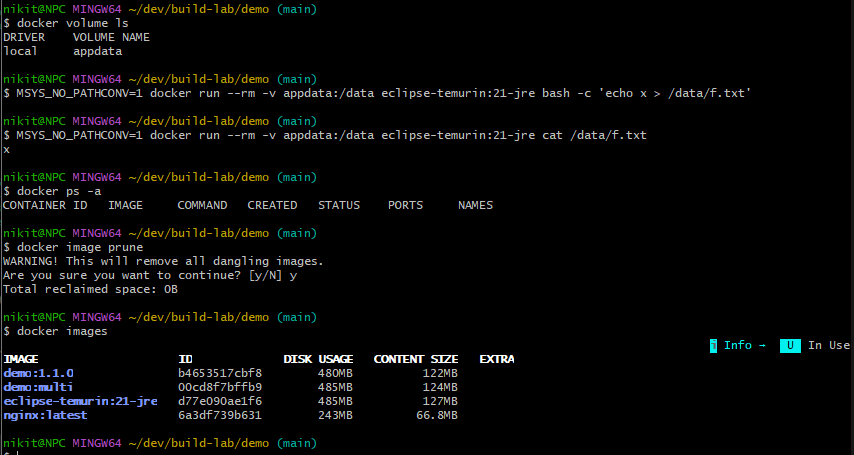 nikit@NPC MINGW64 ~/dev/build-lab/demo (main)
$ docker volume ls
DRIVER    VOLUME NAME
local     appdata

nikit@NPC MINGW64 ~/dev/build-lab/demo (main)
$ MSYS_NO_PATHCONV=1 docker run --rm -v appdata:/data eclipse-temurin:21-jre bash -c 'echo x > /data/f.txt'

nikit@NPC MINGW64 ~/dev/build-lab/demo (main)
$ MSYS_NO_PATHCONV=1 docker run --rm -v appdata:/data eclipse-temurin:21-jre cat /data/f.txt
x

nikit@NPC MINGW64 ~/dev/build-lab/demo (main)
$ docker ps -a
CONTAINER ID   IMAGE     COMMAND   CREATED   STATUS    PORTS     NAMES

nikit@NPC MINGW64 ~/dev/build-lab/demo (main)
$ docker image prune
WARNING! This will remove all dangling images.
Are you sure you want to continue? [y/N] y
Total reclaimed space: 0B

nikit@NPC MINGW64 ~/dev/build-lab/demo (main)
$ docker images
i Info →   U  In Use
IMAGE                    ID             DISK USAGE   CONTENT SIZE   EXTRA
demo:1.1.0               b4653517cbf8        480MB          122MB
demo:multi               00cd8f7bffb9        485MB          124MB
eclipse-temurin:21-jre   d77e090ae1f6        485MB          127MB
nginx:latest             6a3df739b631        243MB         66.8MB

nikit@NPC MINGW64 ~/dev/build-lab/demo (main)
$